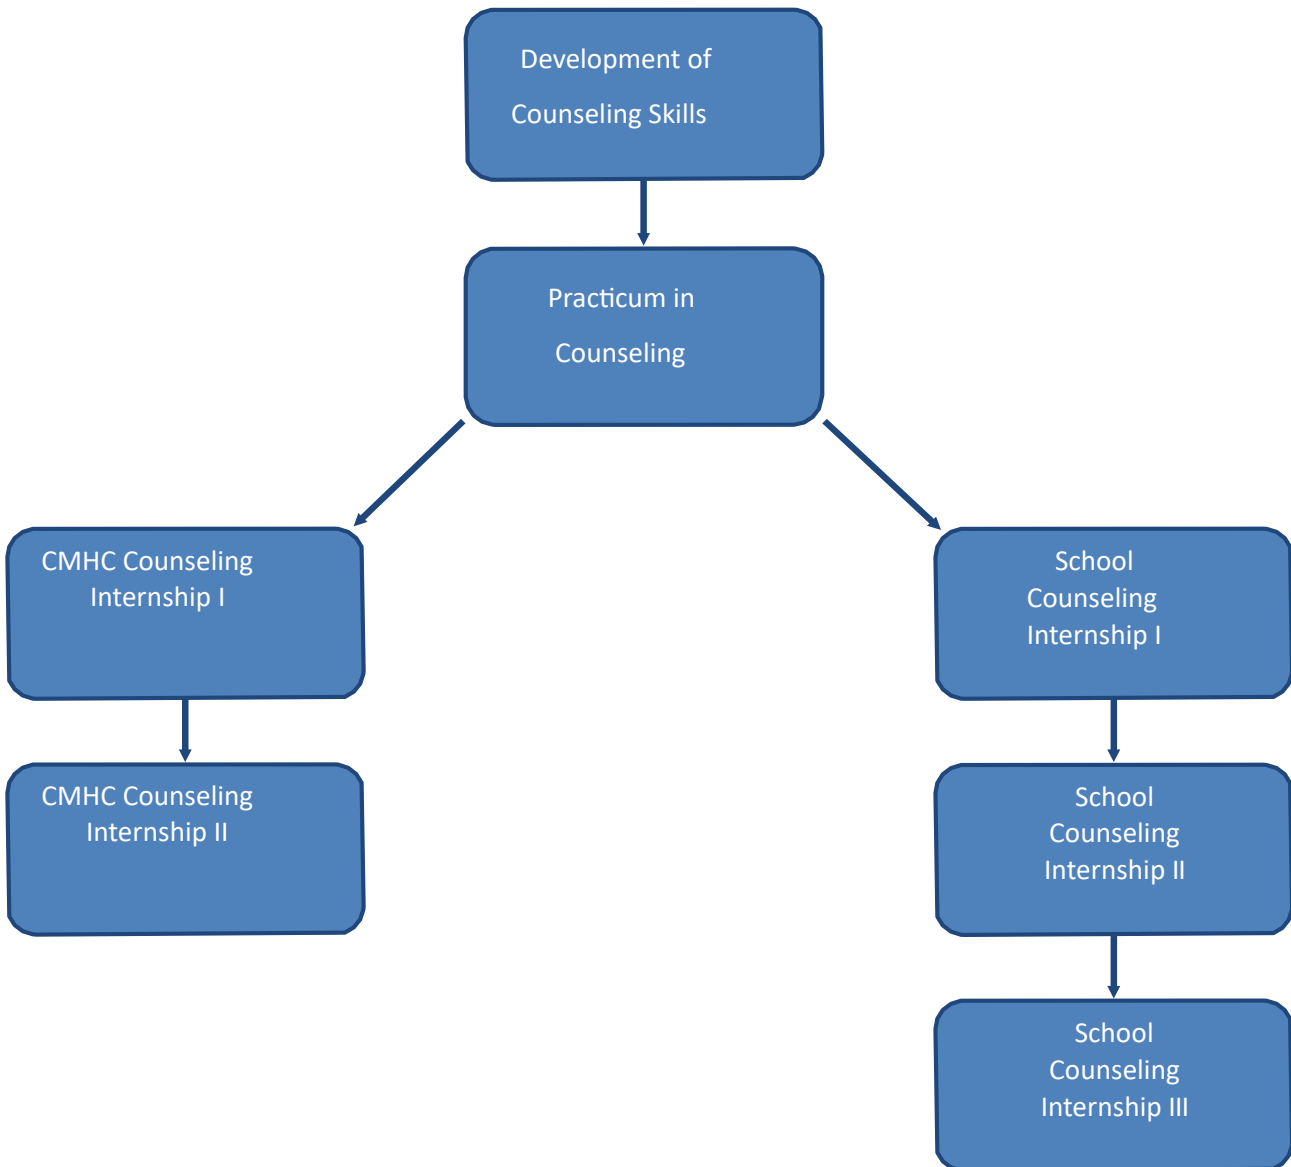 Development of
Counseling Skills
Practicum in
Counseling
CMHC Counseling
Internship I
School
Counseling
Internship I
CMHC Counseling
Internship II
School
Counseling
Internship II
School
Counseling
Internship III